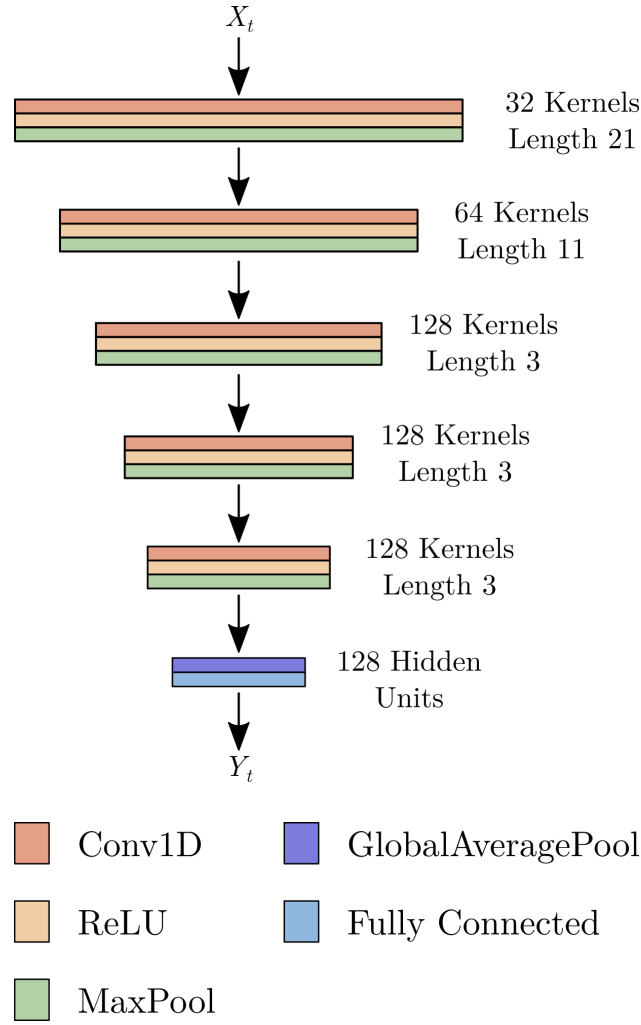 X_t
32 Kernels
Length 21
64 Kernels
Length 11
128 Kernels
Length 3
128 Kernels
Length 3
128 Kernels
Length 3
128 Hidden
Units
Y_t
Conv1D
GlobalAveragePool
ReLU
Fully Connected
MaxPool